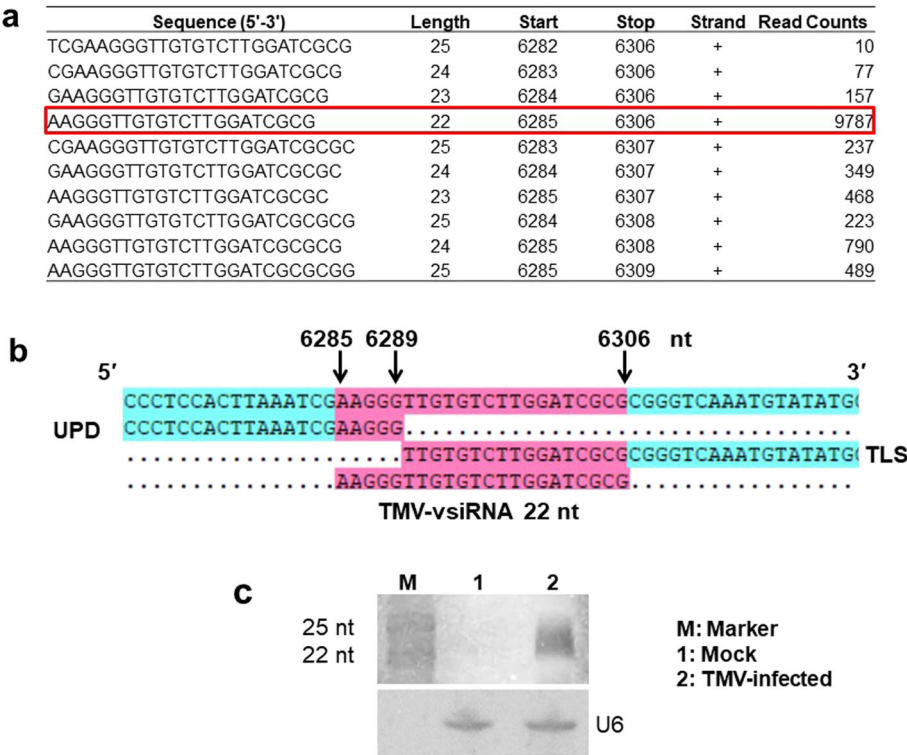 a
Sequence (5'-3') Length Start Stop Strand Read Counts
TCGAAGGGTTGTGTCTTGGATCGCG 25 6282 6306 + 10
CGAAGGGTTGTGTCTTGGATCGCG 24 6283 6306 + 77
GAAGGGTTGTGTCTTGGATCGCG 23 6284 6306 + 157
AAGGGTTGTGTCTTGGATCGCG 22 6285 6306 + 9787
CGAAGGGTTGTGTCTTGGATCGCGC 25 6283 6307 + 237
GAAGGGTTGTGTCTTGGATCGCGC 24 6284 6307 + 349
AAGGGTTGTGTCTTGGATCGCGC 23 6285 6307 + 468
GAAGGGTTGTGTCTTGGATCGCGCG 25 6284 6308 + 223
AAGGGTTGTGTCTTGGATCGCGCG 24 6285 6308 + 790
AAGGGTTGTGTCTTGGATCGCGCGG 25 6285 6309 + 489
b
6285 6289 6306 nt
5′ 3′
CCCTCCACTTAAATCGAAGGGTTGTGTCTTGGATCGCGCGGGTCAAATGTATATGG
UPD CCCTCCACTTAAATCGAAGGG..................................
.....................TTGTGTCTTGGATCGCGCGGGTCAAATGTATATGG TLS
................AAGGGTTGTGTCTTGGATCGCG.................
TMV-vsiRNA 22 nt
c
M 1 2
25 nt
22 nt
M: Marker
1: Mock
2: TMV-infected
U6